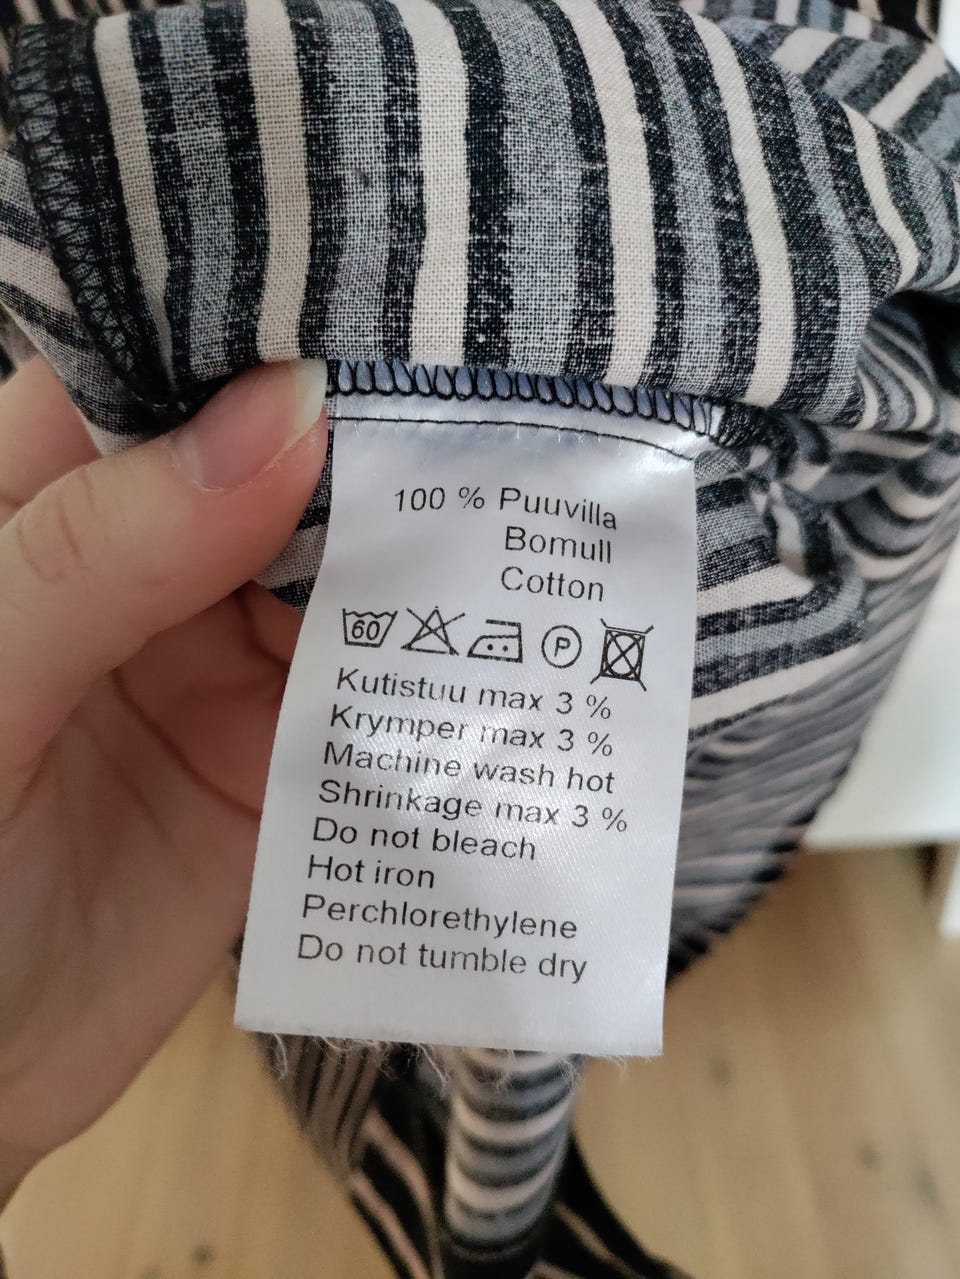 100 % Puuvilla
Bomull
Cotton
60 P
Kutistuu max 3 %
Krymper max 3 %
Machine wash hot
Shrinkage max 3 %
Do not bleach
Hot iron
Perchlorethylene
Do not tumble dry